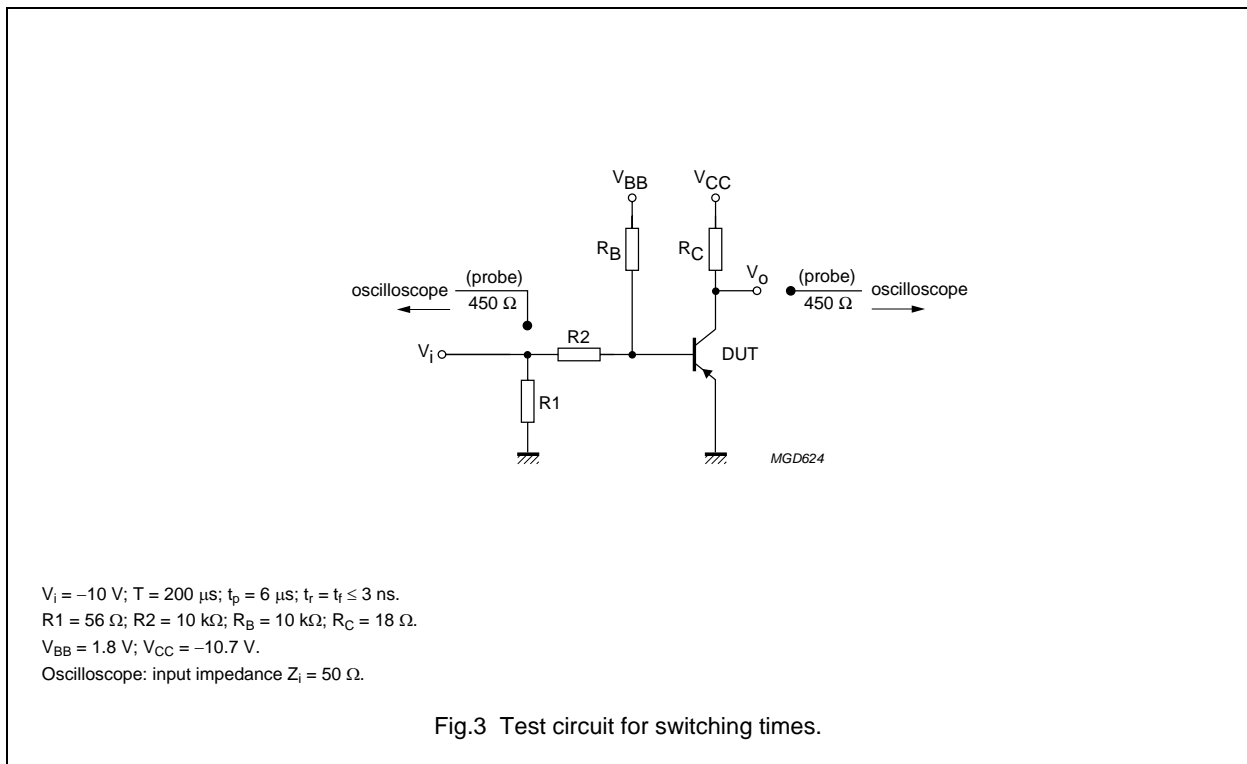 V_BB
V_CC
R_B
R_C
V_o
(probe)
oscilloscope
450 Ω
(probe)
oscilloscope
450 Ω
R2
V_i
DUT
R1
MGD624
V_i = −10 V; T = 200 μs; t_p = 6 μs; t_r = t_f ≤ 3 ns.
R1 = 56 Ω; R2 = 10 kΩ; R_B = 10 kΩ; R_C = 18 Ω.
V_BB = 1.8 V; V_CC = −10.7 V.
Oscilloscope: input impedance Z_i = 50 Ω.
Fig.3 Test circuit for switching times.